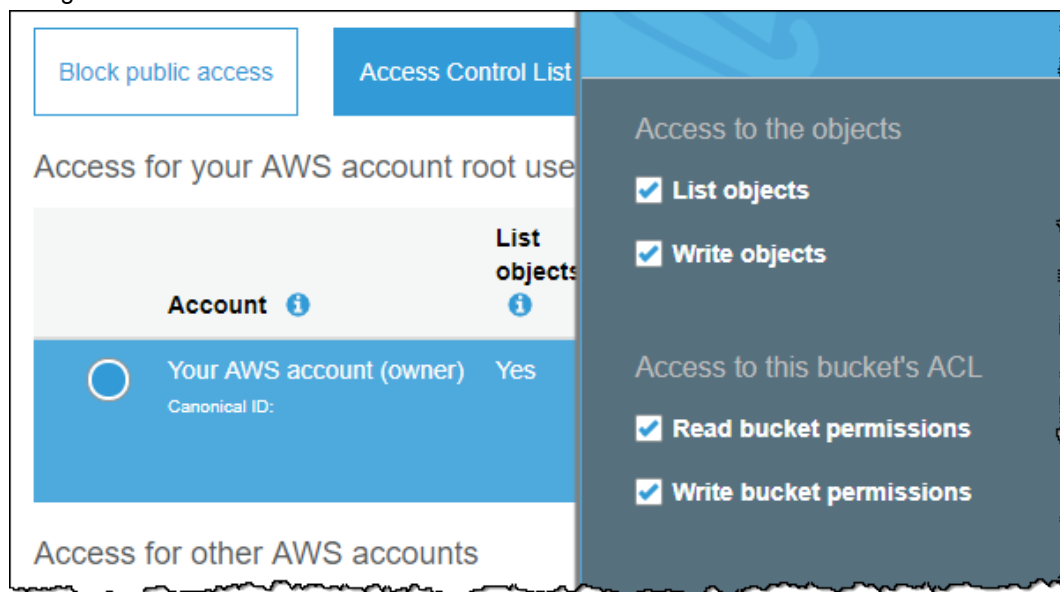 Block public access
Access Control List
Access for your AWS account root use
List
objects
Account
Your AWS account (owner) Yes
Canonical ID:
Access for other AWS accounts
Access to the objects
List objects
Write objects
Access to this bucket's ACL
Read bucket permissions
Write bucket permissions